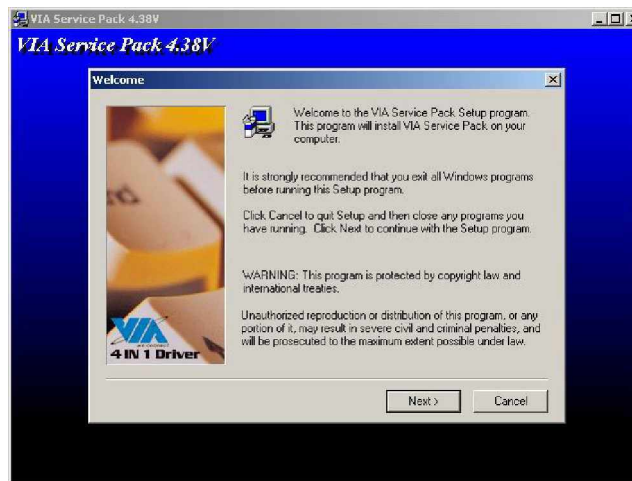 VIA Service Pack 4.38V
VIA Service Pack 4.38V
Welcome
Welcome to the VIA Service Pack Setup program.
This program will install VIA Service Pack on your
computer.
It is strongly recommended that you exit all Windows programs
before running this Setup program.
Click Cancel to quit Setup and then close any programs you
have running. Click Next to continue with the Setup program.
WARNING: This program is protected by copyright law and
international treaties.
Unauthorized reproduction or distribution of this program, or any
portion of it, may result in severe civil and criminal penalties, and
will be prosecuted to the maximum extent possible under law.
VIA
we connect
4 IN 1 Driver
Next >
Cancel